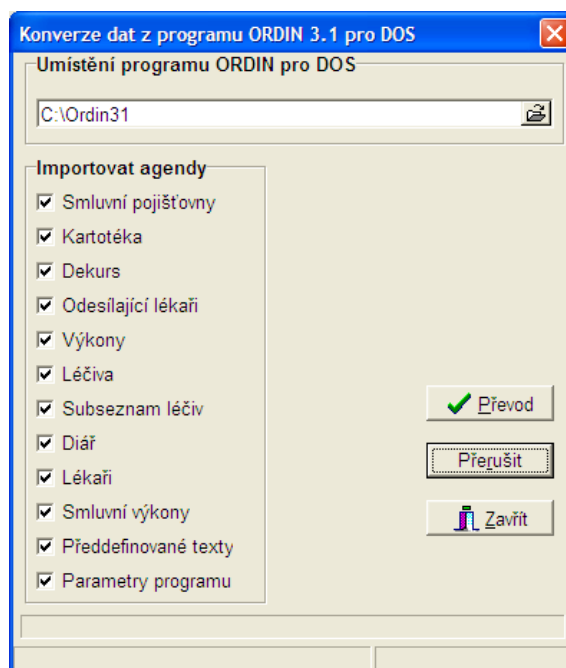 Konverze dat z programu ORDIN 3.1 pro DOS
Umístění programu ORDIN pro DOS
C:\Ordin31
Importovat agendy
Smluvní pojišťovny
Kartotéka
Dekurs
Odesílající lékaři
Výkony
Léčiva
Subseznam léčiv
Diář
Lékaři
Smluvní výkony
Předdefinované texty
Parametry programu
Převod
Přerušit
Zavřít